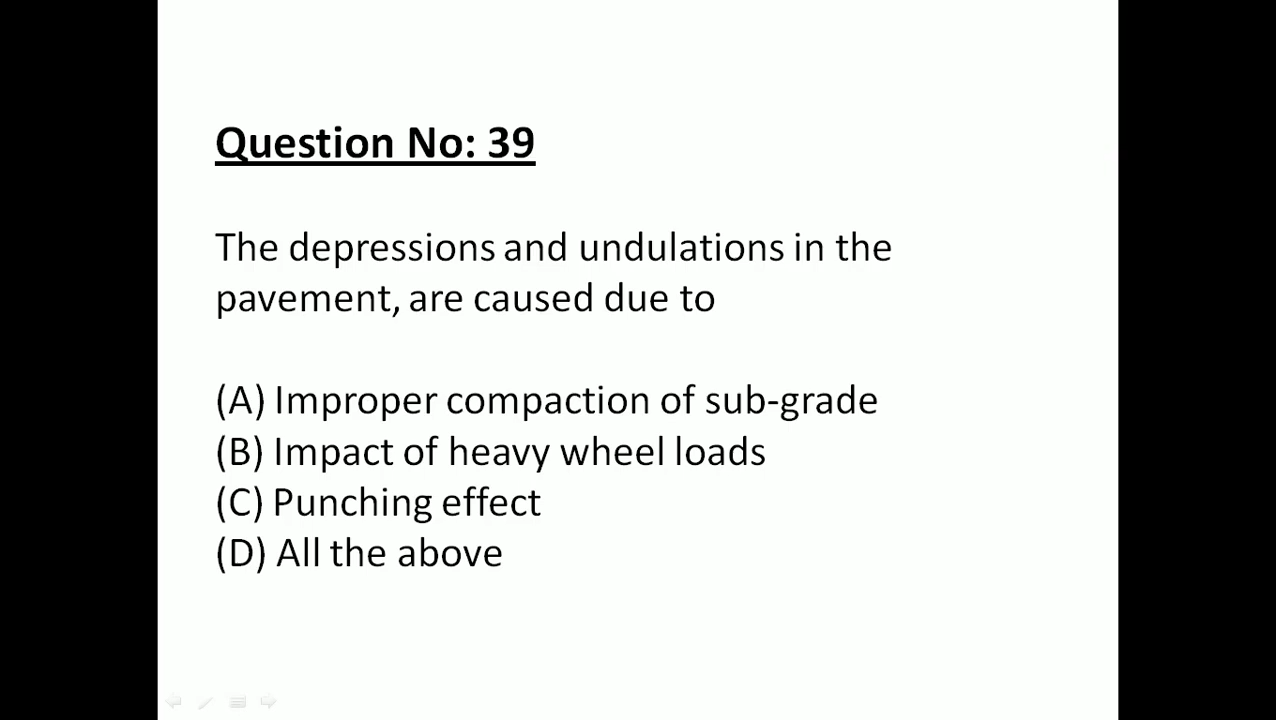 Question No: 39
The depressions and undulations in the
pavement, are caused due to
(A) Improper compaction of sub-grade
(B) Impact of heavy wheel loads
(C) Punching effect
(D) All the above